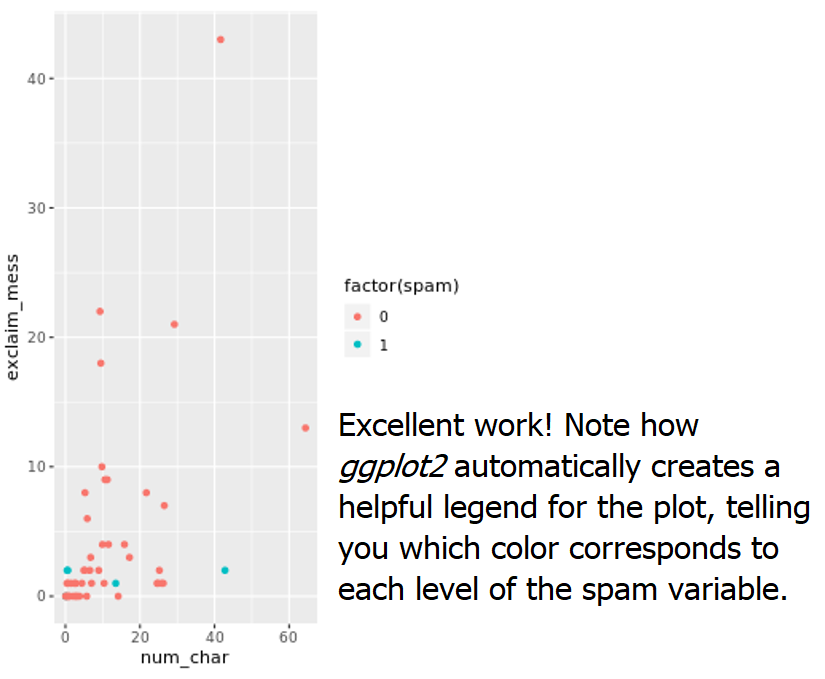 40
30
20
10
0
exclaim_mess
0 20 40 60
num_char
factor(spam)
0
1
Excellent work! Note how
ggplot2 automatically creates a
helpful legend for the plot, telling
you which color corresponds to
each level of the spam variable.